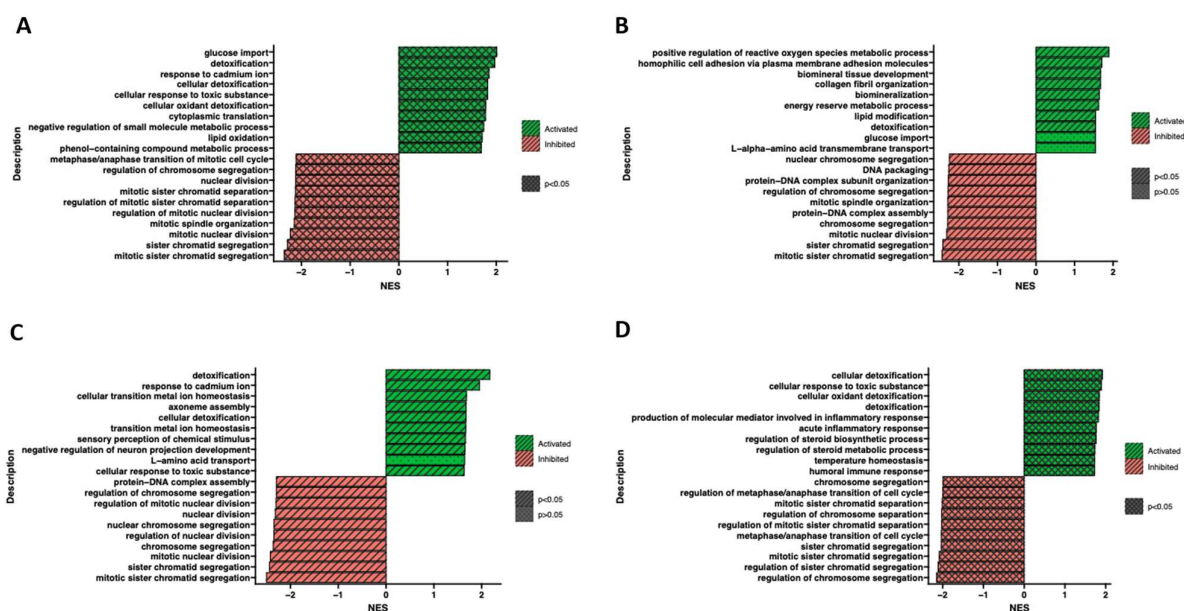 A
glucose import
detoxification
response to cadmium ion
cellular detoxification
cellular response to toxic substance
cellular oxidant detoxification
cytoplasmic translation
negative regulation of small molecule metabolic process
lipid oxidation
phenol−containing compound metabolic process
metaphase/anaphase transition of mitotic cell cycle
regulation of chromosome segregation
nuclear division
mitotic sister chromatid separation
regulation of mitotic sister chromatid separation
regulation of mitotic nuclear division
mitotic spindle organization
mitotic nuclear division
sister chromatid segregation
mitotic sister chromatid segregation
Description
−2 −1 0 1 2
NES
Activated
Inhibited
p<0.05
B
positive regulation of reactive oxygen species metabolic process
homophilic cell adhesion via plasma membrane adhesion molecules
biomineral tissue development
collagen fibril organization
biomineralization
energy reserve metabolic process
lipid modification
detoxification
glucose import
L−alpha−amino acid transmembrane transport
nuclear chromosome segregation
DNA packaging
protein−DNA complex subunit organization
regulation of chromosome segregation
mitotic spindle organization
protein−DNA complex assembly
chromosome segregation
mitotic nuclear division
sister chromatid segregation
mitotic sister chromatid segregation
Description
−2 −1 0 1 2
NES
Activated
Inhibited
p<0.05
p>0.05
C
detoxification
response to cadmium ion
cellular transition metal ion homeostasis
axoneme assembly
cellular detoxification
transition metal ion homeostasis
sensory perception of chemical stimulus
negative regulation of neuron projection development
L−amino acid transport
cellular response to toxic substance
protein−DNA complex assembly
regulation of chromosome segregation
regulation of mitotic nuclear division
nuclear division
nuclear chromosome segregation
regulation of nuclear division
chromosome segregation
mitotic nuclear division
sister chromatid segregation
mitotic sister chromatid segregation
Description
−2 −1 0 1 2
NES
Activated
Inhibited
p<0.05
p>0.05
D
cellular detoxification
cellular response to toxic substance
cellular oxidant detoxification
detoxification
production of molecular mediator involved in inflammatory response
acute inflammatory response
regulation of steroid biosynthetic process
regulation of steroid metabolic process
temperature homeostasis
humoral immune response
chromosome segregation
regulation of metaphase/anaphase transition of cell cycle
mitotic sister chromatid separation
regulation of chromosome separation
regulation of mitotic sister chromatid separation
metaphase/anaphase transition of cell cycle
sister chromatid segregation
mitotic sister chromatid segregation
regulation of sister chromatid segregation
regulation of chromosome segregation
Description
−2 −1 0 1 2
NES
Activated
Inhibited
p<0.05